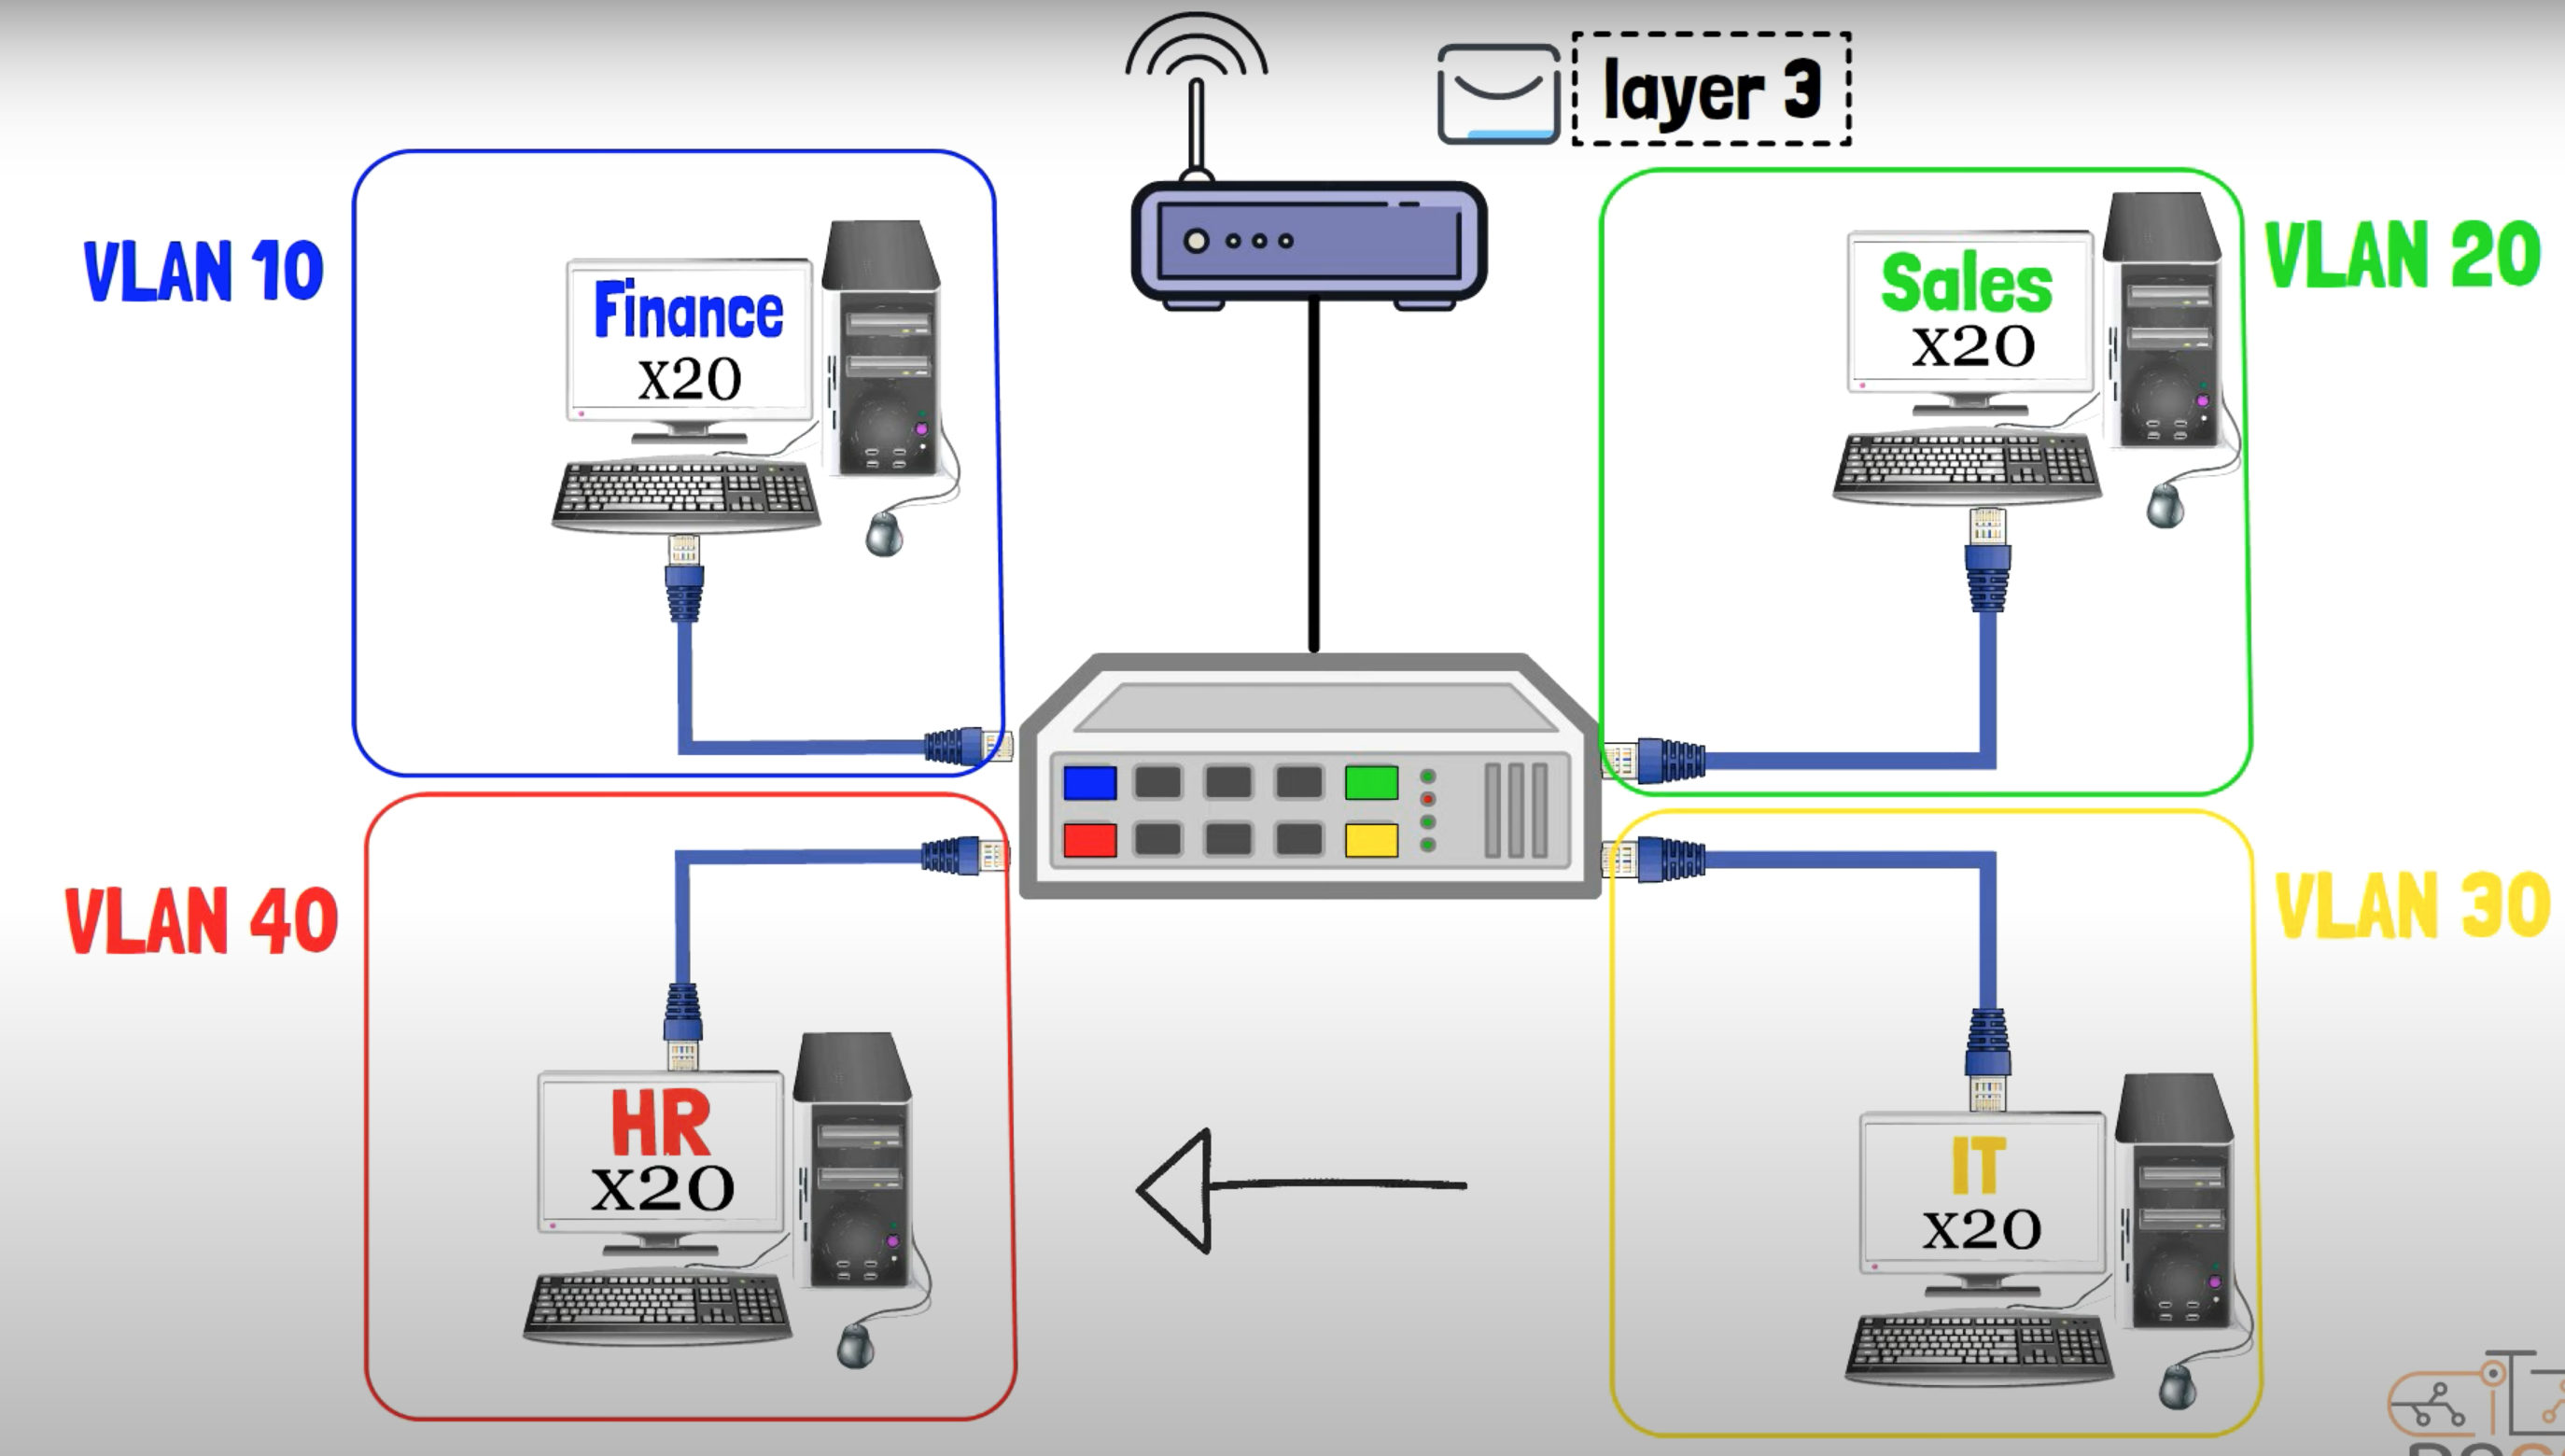 layer 3
VLAN 10
Finance
X20
Sales
X20
VLAN 20
VLAN 40
HR
X20
IT
X20
VLAN 30